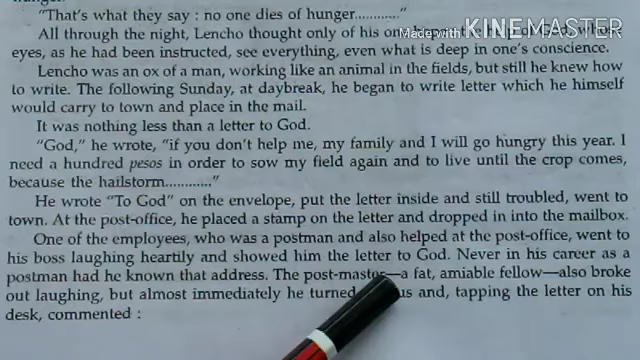 "That's what they say : no one dies of hunger............"
All through the night, Lencho thought only of his one
Made with KINEMASTER
eyes, as he had been instructed, see everything, even what is deep in one's conscience.
Lencho was an ox of a man, working like an animal in the fields, but still he knew how
to write. The following Sunday, at daybreak, he began to write letter which he himself
would carry to town and place in the mail.
It was nothing less than a letter to God.
"God," he wrote, "if you don't help me, my family and I will go hungry this year. I
need a hundred pesos in order to sow my field again and to live until the crop comes,
because the hailstorm............"
He wrote "To God" on the envelope, put the letter inside and still troubled, went to
town. At the post-office, he placed a stamp on the letter and dropped in into the mailbox.
One of the employees, who was a postman and also helped at the post-office, went to
his boss laughing heartily and showed him the letter to God. Never in his career as a
postman had he known that address. The post-master—a fat, amiable fellow—also broke
out laughing, but almost immediately he turned and, tapping the letter on his
desk, commented :